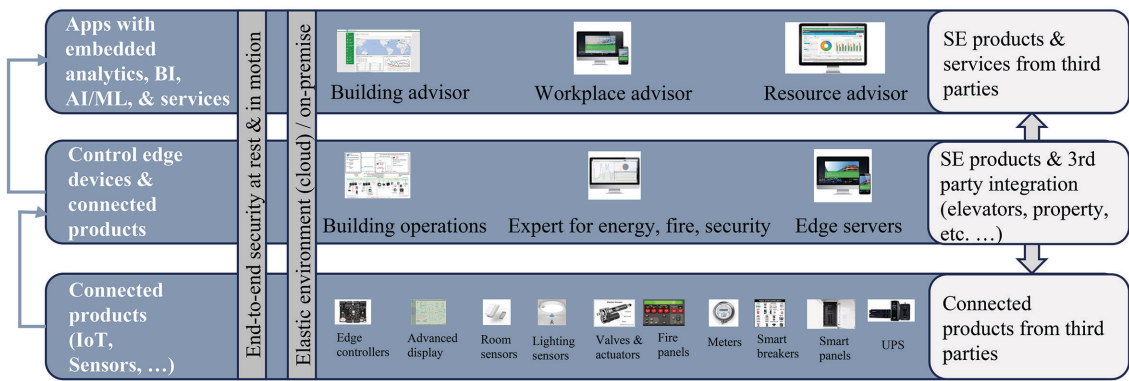 Apps with
embedded
analytics, BI,
AI/ML, & services
End-to-end security at rest & in motion
Elastic environment (cloud) / on-premise
Building advisor
Workplace advisor
Resource advisor
SE products &
services from third
parties
Control edge
devices &
connected
products
Building operations
Expert for energy, fire, security
Edge servers
SE products & 3rd
party integration
(elevators, property,
etc. …)
Connected
products
(IoT,
Sensors, …)
Edge
controllers
Advanced
display
Room
sensors
Lighting
sensors
Valves &
actuators
Fire
panels
Meters
Smart
breakers
Smart
panels
UPS
Connected
products from third
parties